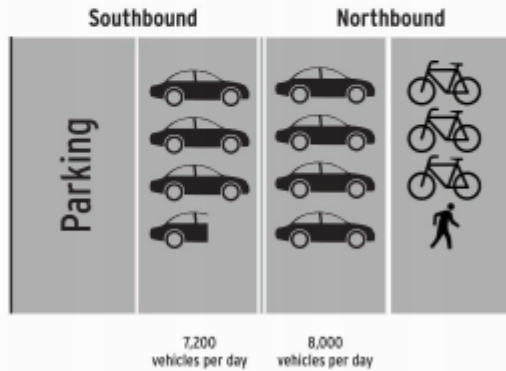 Southbound
Northbound
Parking
7,200
vehicles per day
8,000
vehicles per day